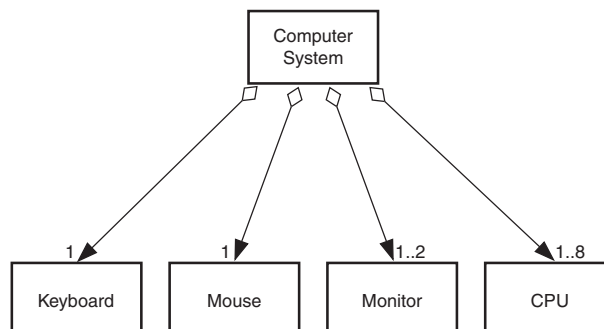 Computer
System
1
1
1..2
1..8
Keyboard
Mouse
Monitor
CPU